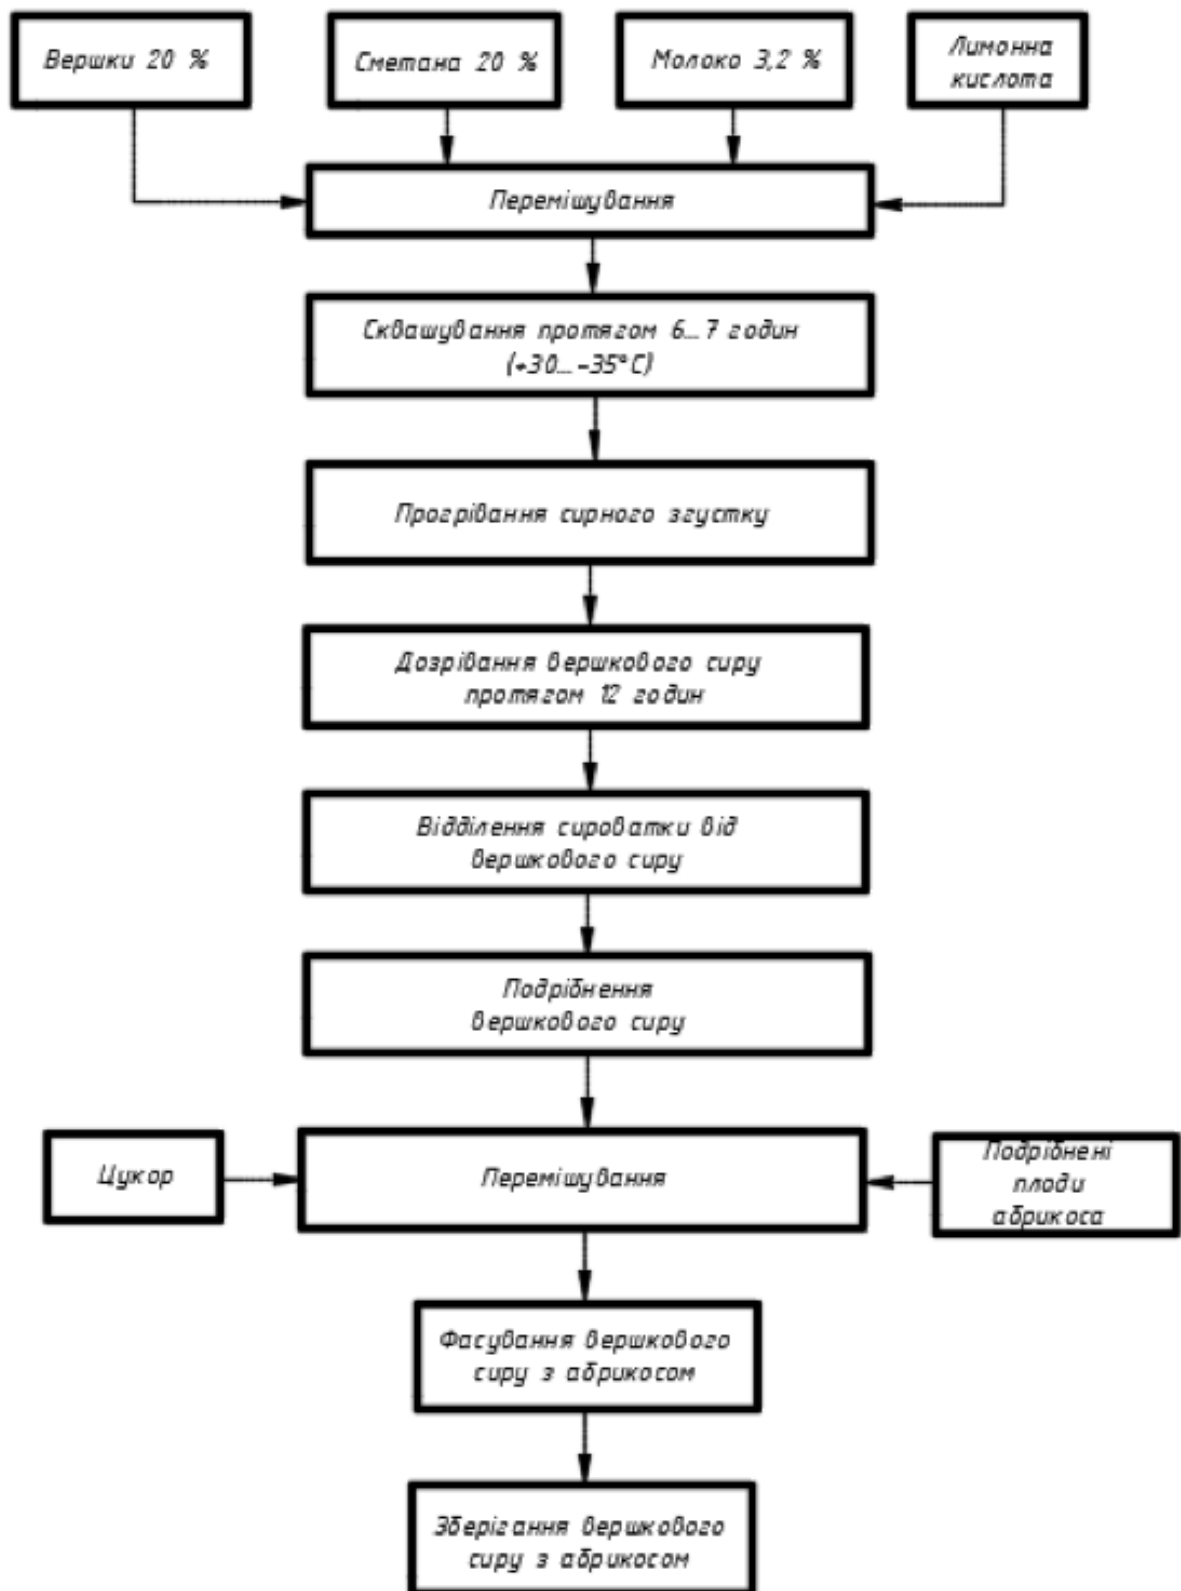 Вершки 20 %
Сметана 20 %
Молоко 3,2 %
Лимонна
кислота
Перемішування
Сквашування протягом 6...7 годин
(+30...-35°С)
Прогрівання сирного згустку
Дозрівання вершкового сиру
протягом 12 годин
Відділення сироватки від
вершкового сиру
Подрібнення
вершкового сиру
Цукор
Перемішування
Подрібнені
плоди
абрикоса
Фасування вершкового
сиру з абрикосом
Зберігання вершкового
сиру з абрикосом